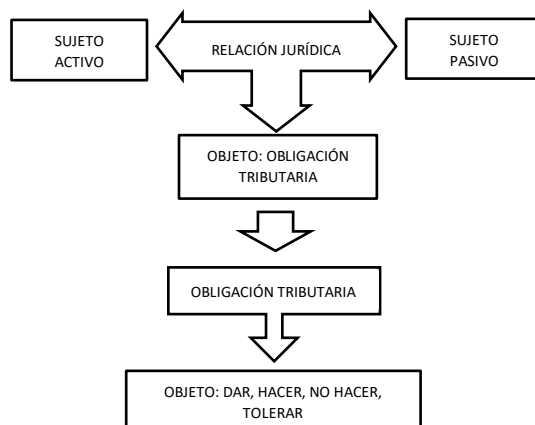 SUJETO
ACTIVO
RELACIÓN JURÍDICA
SUJETO
PASIVO
OBJETO: OBLIGACIÓN
TRIBUTARIA
OBLIGACIÓN TRIBUTARIA
OBJETO: DAR, HACER, NO HACER,
TOLERAR